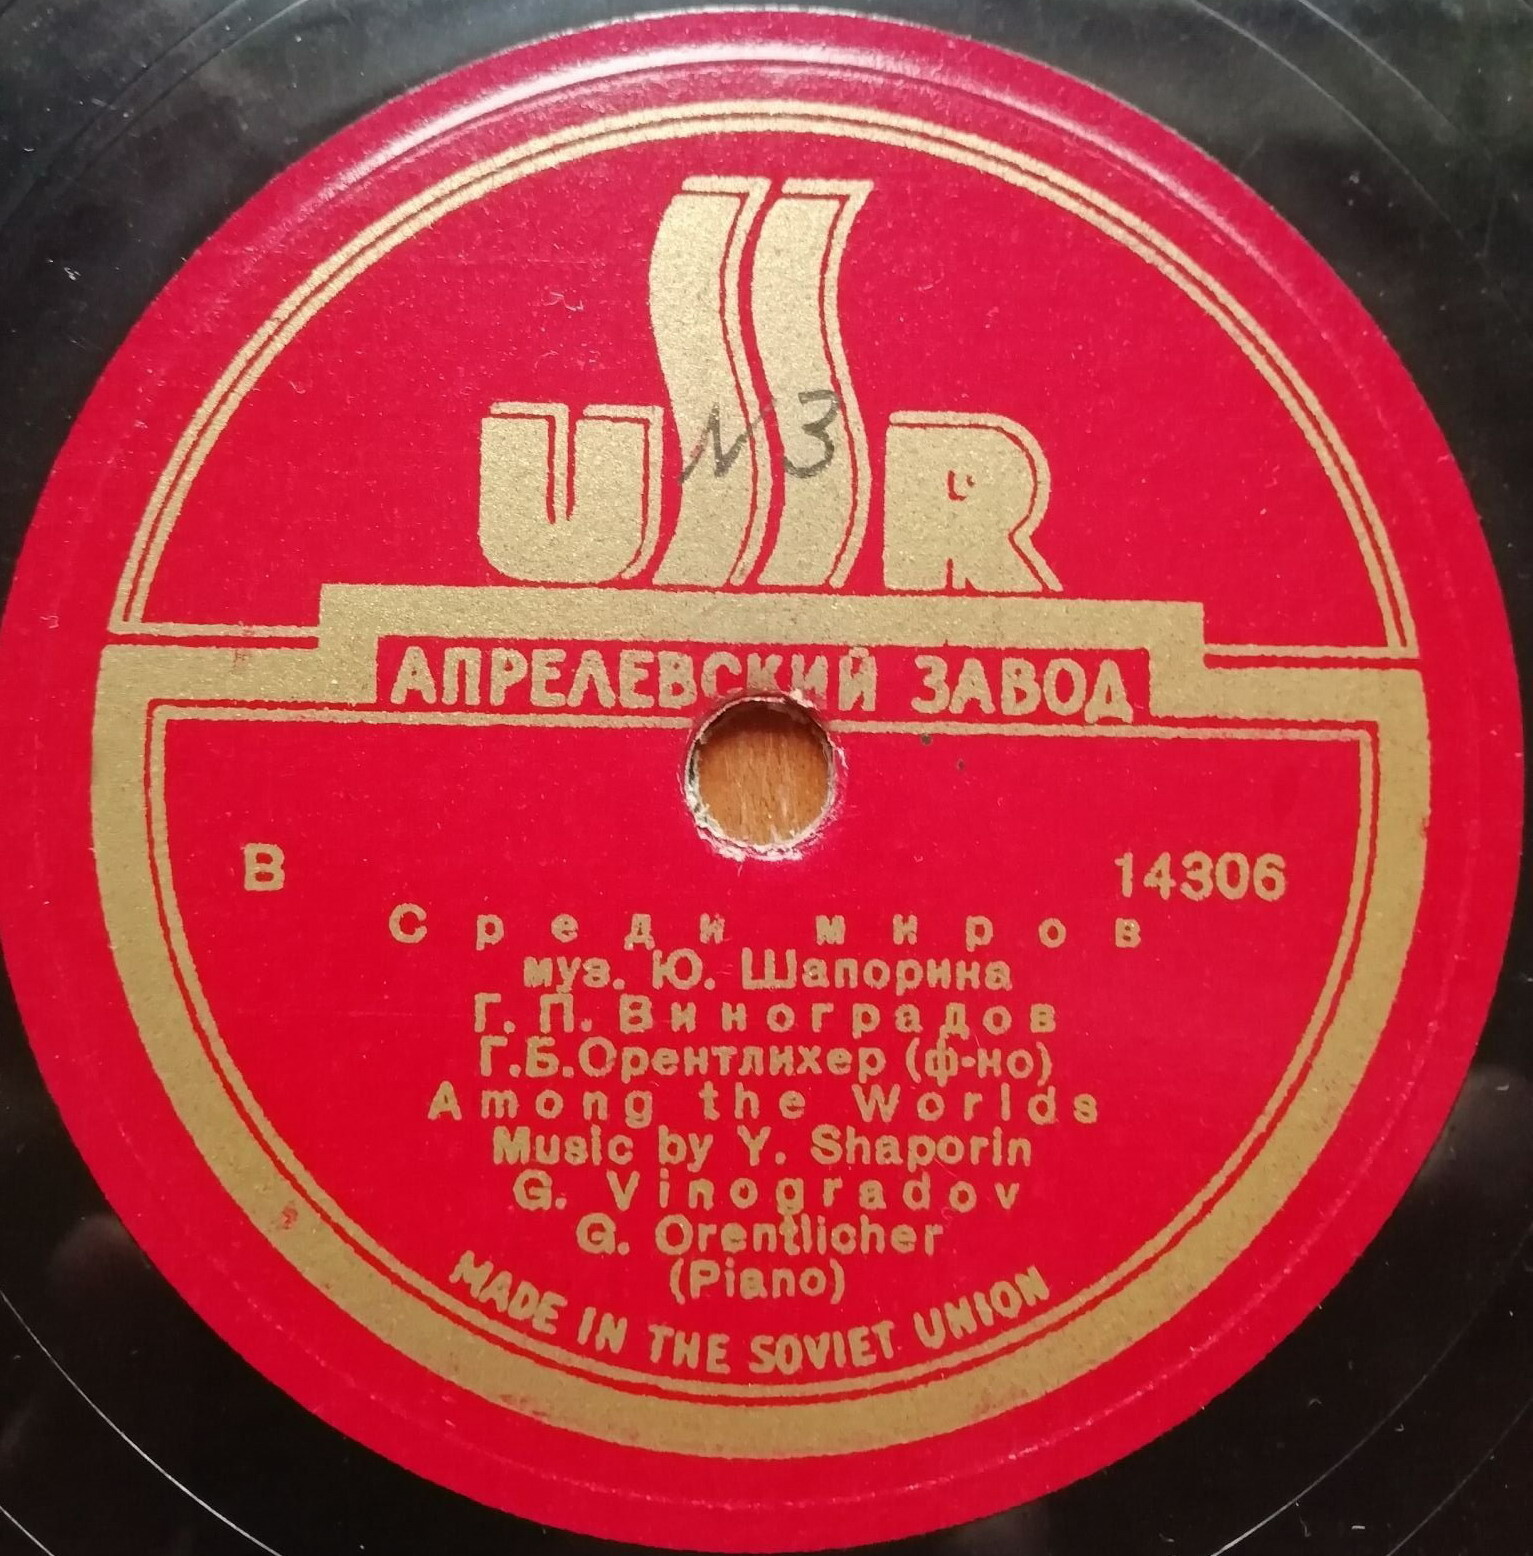 USSR
N 3
АПРЕЛЕВСКИЙ ЗАВОД
В 14306
Среди миров
муз. Ю. Шапорина
Г. П. Виноградов
Г.Б.Орентлихер (ф-но)
Among the Worlds
Music by Y. Shaporin
G. Vinogradov
G. Orentlicher
(Piano)
MADE IN THE SOVIET UNION